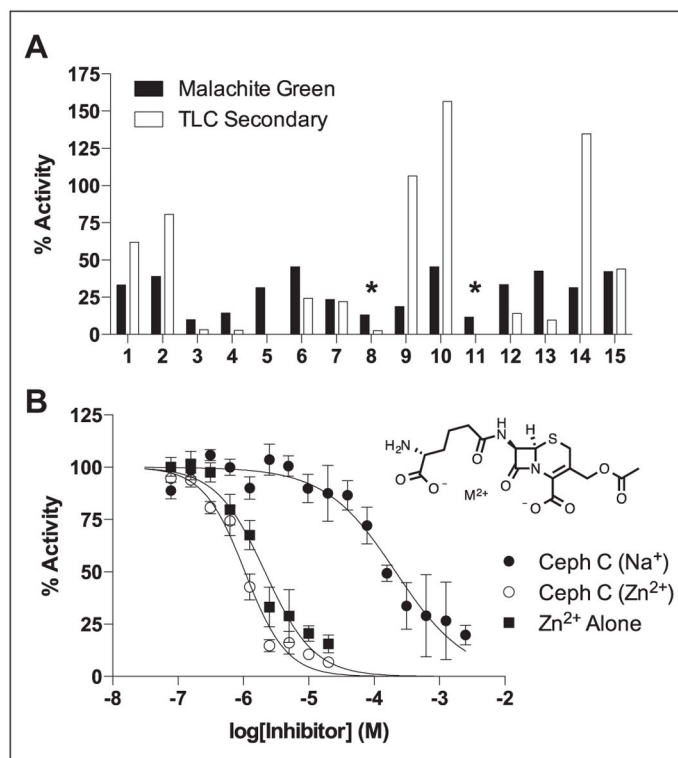 A
175
150
125
100
75
50
25
0
% Activity
Malachite Green
TLC Secondary
* *
1 2 3 4 5 6 7 8 9 10 11 12 13 14 15
B
125
100
75
50
25
0
% Activity
H
N
H
S
H₂N
O
O
N
O
O
O⁻
M²⁺
⁻O
O
Ceph C (Na⁺)
Ceph C (Zn²⁺)
Zn²⁺ Alone
-8 -7 -6 -5 -4 -3 -2
log[Inhibitor] (M)